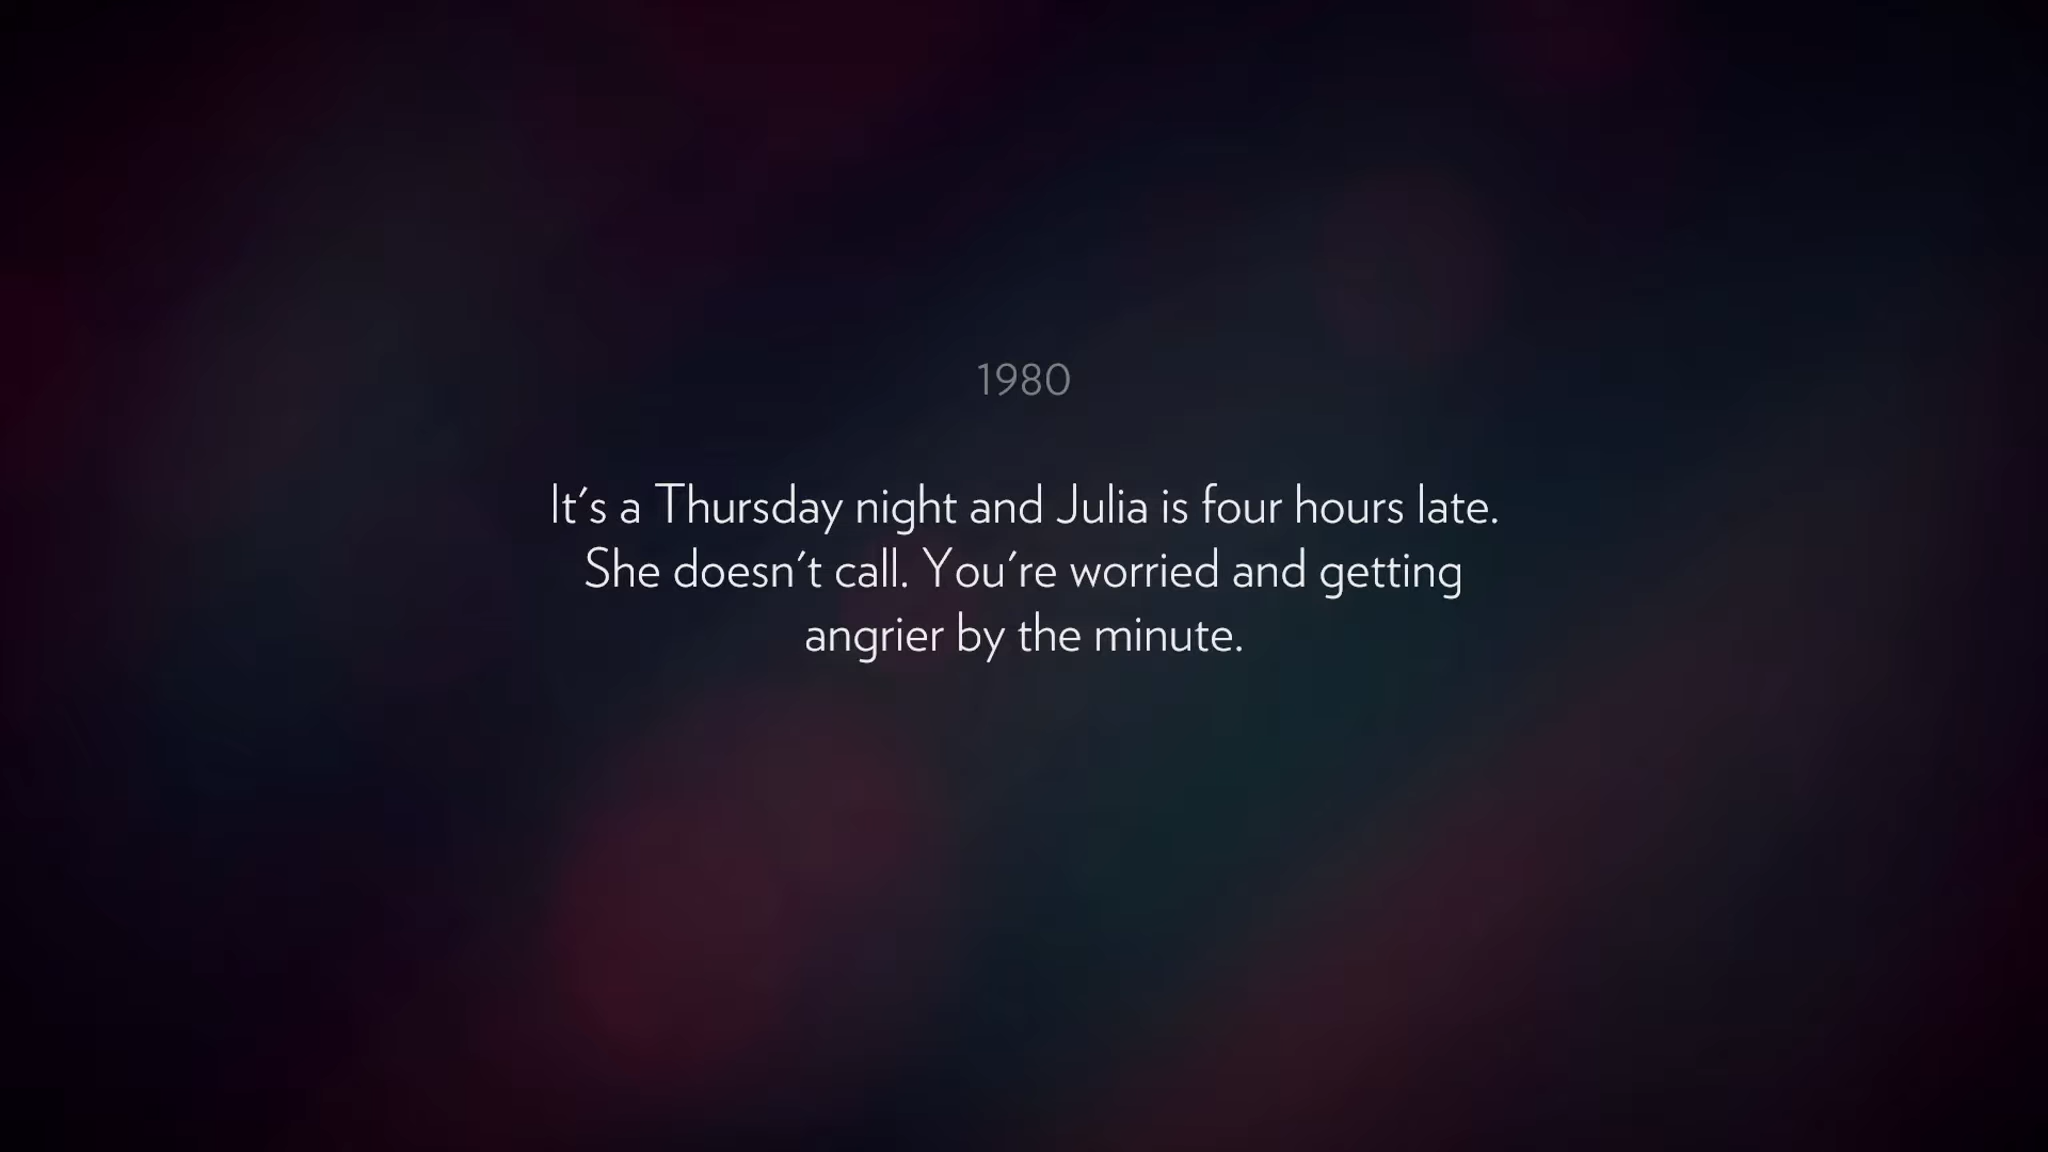 1980
It's a Thursday night and Julia is four hours late.
She doesn't call. You're worried and getting
angrier by the minute.